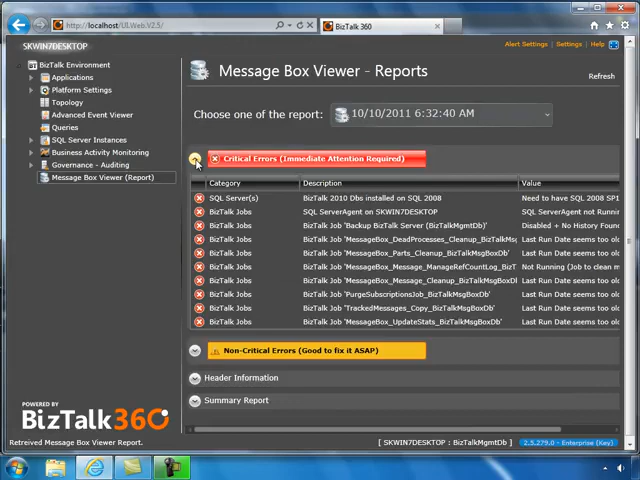 http://localhost/UI.Web.V2.5/
BizTalk 360
SKWIN7DESKTOP
Alert Settings Settings Help
BizTalk Environment
Applications
Platform Settings
Topology
Advanced Event Viewer
Queries
SQL Server Instances
Business Activity Monitoring
Governance - Auditing
Message Box Viewer (Report)
Message Box Viewer - Reports
Refresh
Choose one of the report: 10/10/2011 6:32:40 AM
Critical Errors (Immediate Attention Required)
Category Description Value
SQL Server(s) BizTalk 2010 Dbs installed on SQL 2008 Need to have SQL 2008 SP1
BizTalk Jobs SQL ServerAgent on SKWIN7DESKTOP SQL ServerAgent not Runnin
BizTalk Jobs BizTalk Job 'Backup BizTalk Server (BizTalkMgmtDb)' Disabled + No History Foun
BizTalk Jobs BizTalk Job 'MessageBox_DeadProcesses_Cleanup_BizTalkMs Last Run Date seems too old
BizTalk Jobs BizTalk Job 'MessageBox_Parts_Cleanup_BizTalkMsgBoxDb' Last Run Date seems too old
BizTalk Jobs BizTalk Job 'MessageBox_Message_ManageRefCountLog_BizT Not Running (Job to clean m
BizTalk Jobs BizTalk Job 'MessageBox_Message_Cleanup_BizTalkMsgBoxD Last Run Date seems too old
BizTalk Jobs BizTalk Job 'PurgeSubscriptionsJob_BizTalkMsgBoxDb' Last Run Date seems too old
BizTalk Jobs BizTalk Job 'TrackedMessages_Copy_BizTalkMsgBoxDb' Last Run Date seems too old
BizTalk Jobs BizTalk Job 'MessageBox_UpdateStats_BizTalkMsgBoxDb' Last Run Date seems too old
Non-Critical Errors (Good to fix it ASAP)
Header Information
Summary Report
POWERED BY
BizTalk360
Retreived Message Box Viewer Report.
[ SKWIN7DESKTOP : BizTalkMgmtDb ]
2.5.279.0 - Enterprise (Key)